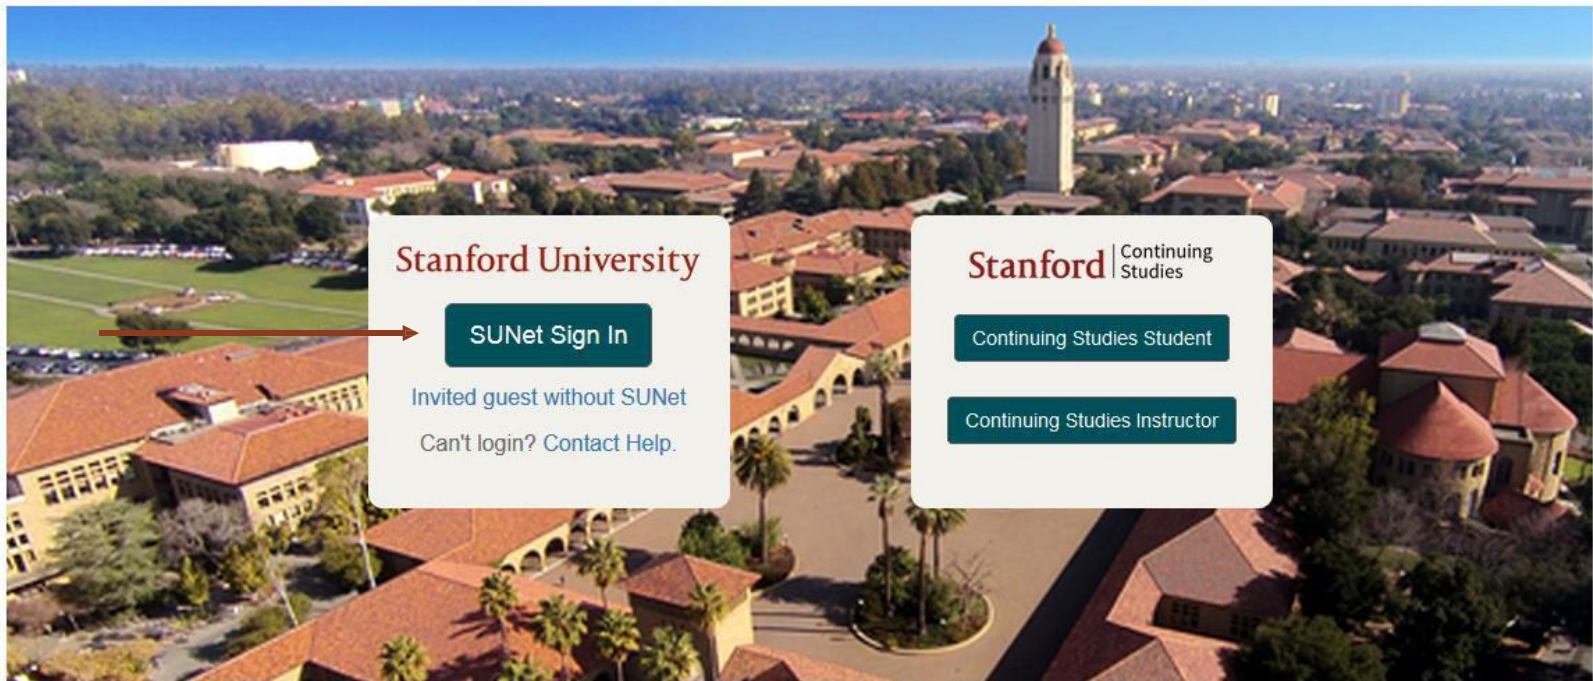 Stanford University
SUNet Sign In
Invited guest without SUNet
Can't login? Contact Help.
Stanford | Continuing
Studies
Continuing Studies Student
Continuing Studies Instructor